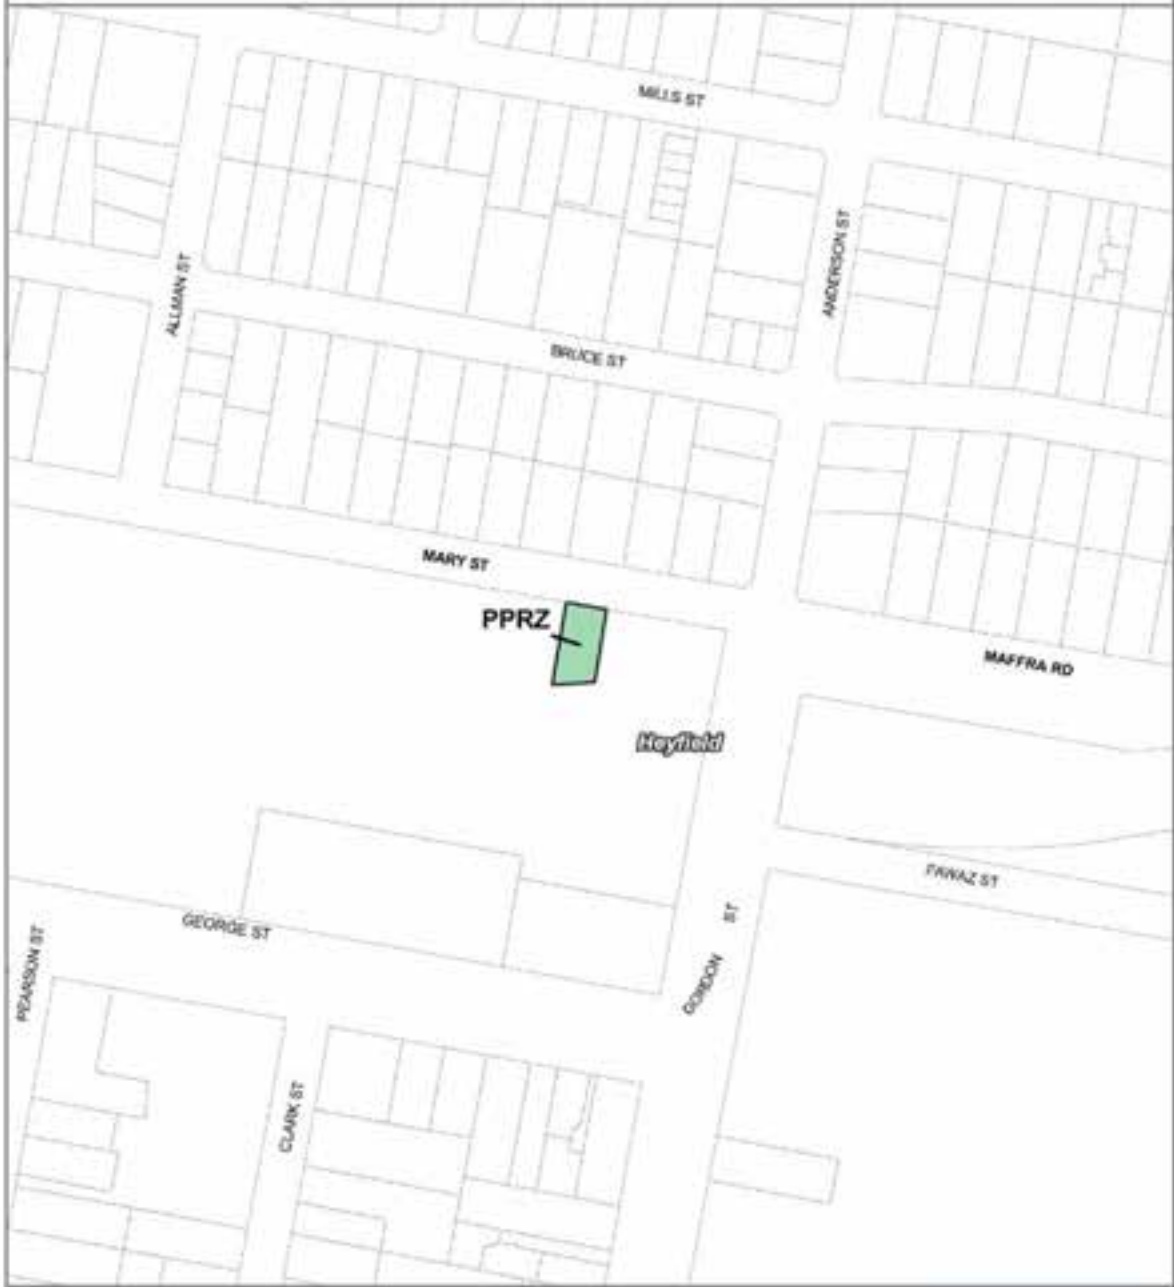 MILLS ST
ANDERSON ST
ALLMAN ST
BRUCE ST
MARY ST
PPRZ
MAFFRA RD
Heyfield
FAWAZ ST
GEORGE ST
GORDON ST
PEARSON ST
CLARK ST